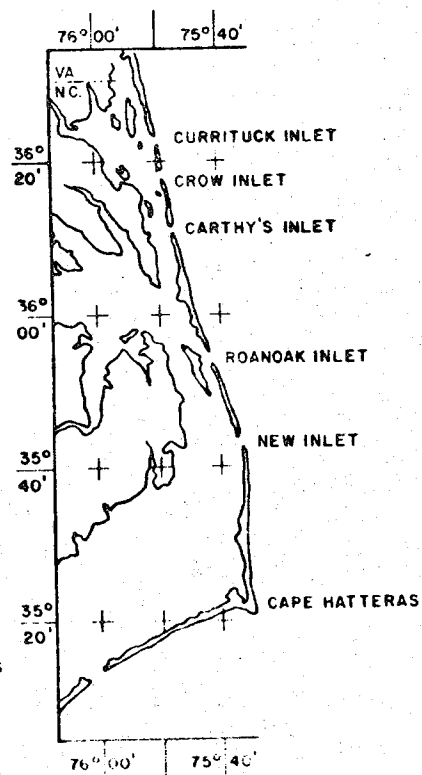 76° 00' 75° 40'
VA.
N.C.
CURRITUCK INLET
36°
20'
CROW INLET
CARTHY'S INLET
36°
00'
ROANOAK INLET
NEW INLET
35°
40'
CAPE HATTERAS
35°
20'
S
76° 00' 75° 40'